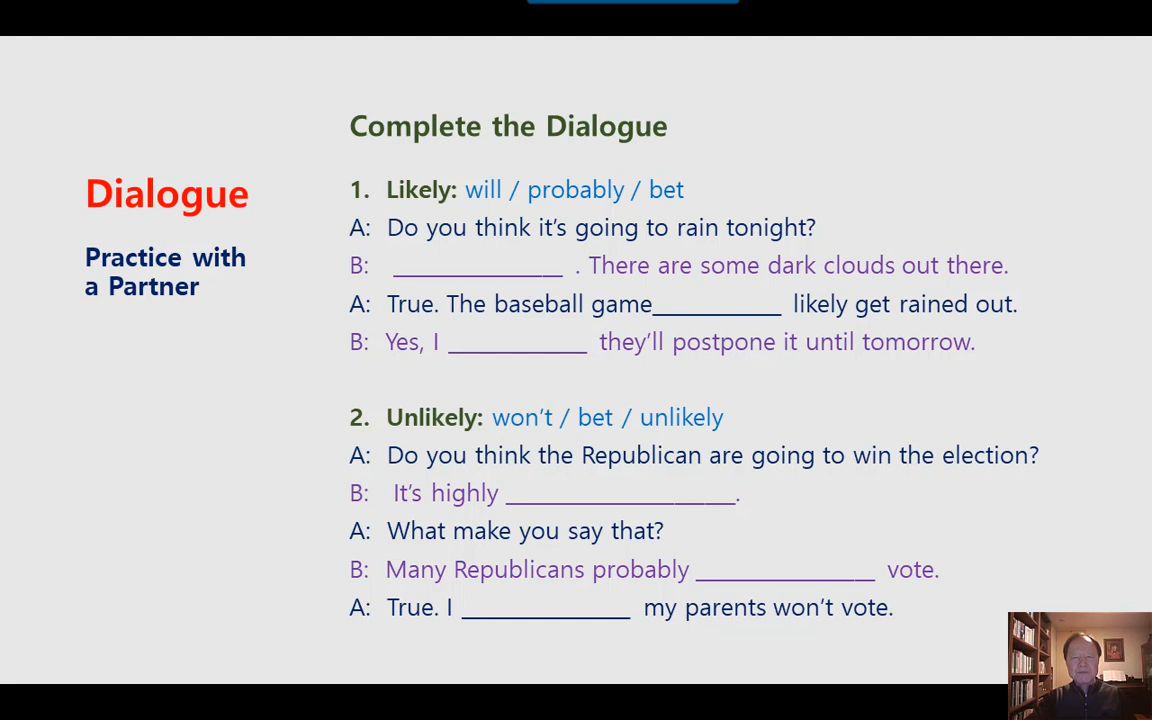 Complete the Dialogue
Dialogue
Practice with
a Partner
1. Likely: will / probably / bet
A: Do you think it's going to rain tonight?
B: ________________ . There are some dark clouds out there.
A: True. The baseball game____________ likely get rained out.
B: Yes, I _____________ they'll postpone it until tomorrow.
2. Unlikely: won't / bet / unlikely
A: Do you think the Republican are going to win the election?
B: It's highly ______________________.
A: What make you say that?
B: Many Republicans probably _________________ vote.
A: True. I ________________ my parents won't vote.